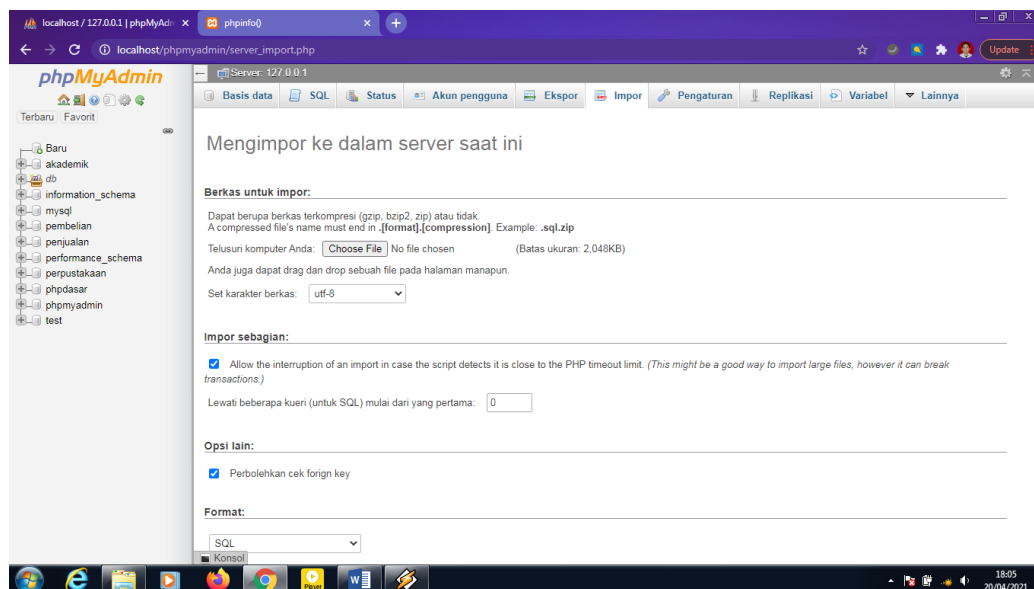 localhost / 127.0.0.1 | phpMyAdr
phpinfo()
localhost/phpmyadmin/server_import.php
Update
phpMyAdmin
Terbaru Favorit
Baru
akademik
db
information_schema
mysql
pembelian
penjualan
performance_schema
perpustakaan
phpdasar
phpmyadmin
test
Server: 127.0.0.1
Basis data SQL Status Akun pengguna Ekspor Impor Pengaturan Replikasi Variabel Lainnya
Mengimpor ke dalam server saat ini
Berkas untuk impor:
Dapat berupa berkas terkompresi (gzip, bzip2, zip) atau tidak.
A compressed file's name must end in .[format].[compression]. Example: .sql.zip
Telusuri komputer Anda: Choose File No file chosen (Batas ukuran: 2,048KB)
Anda juga dapat drag dan drop sebuah file pada halaman manapun.
Set karakter berkas: utf-8
Impor sebagian:
Allow the interruption of an import in case the script detects it is close to the PHP timeout limit. (This might be a good way to import large files, however it can break
transactions.)
Lewati beberapa kueri (untuk SQL) mulai dari yang pertama: 0
Opsi lain:
Perbolehkan cek forign key
Format:
SQL
Konsol
18:05
20/04/2021